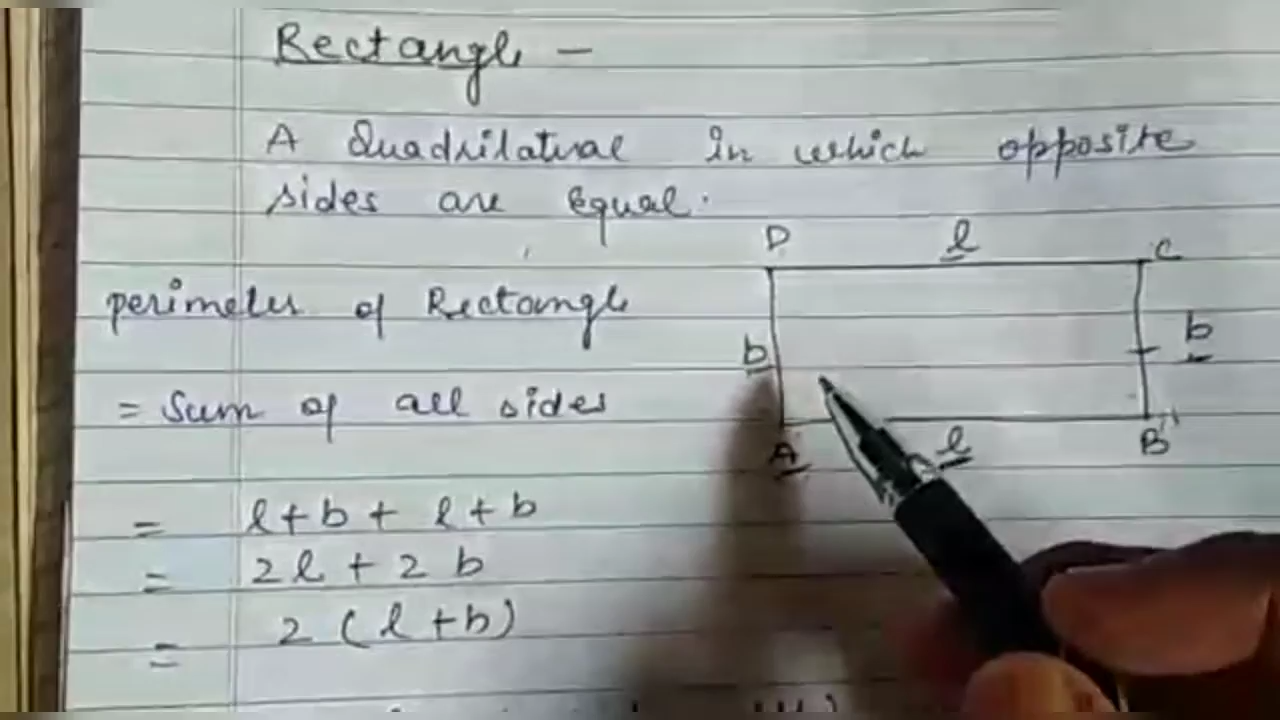 Rectangle –
A Quadrilateral in which opposite
sides are equal.
D l C
perimeter of Rectangle
b b
= Sum of all sides
A l B
= l + b + l + b
= 2l + 2b
= 2 (l + b)